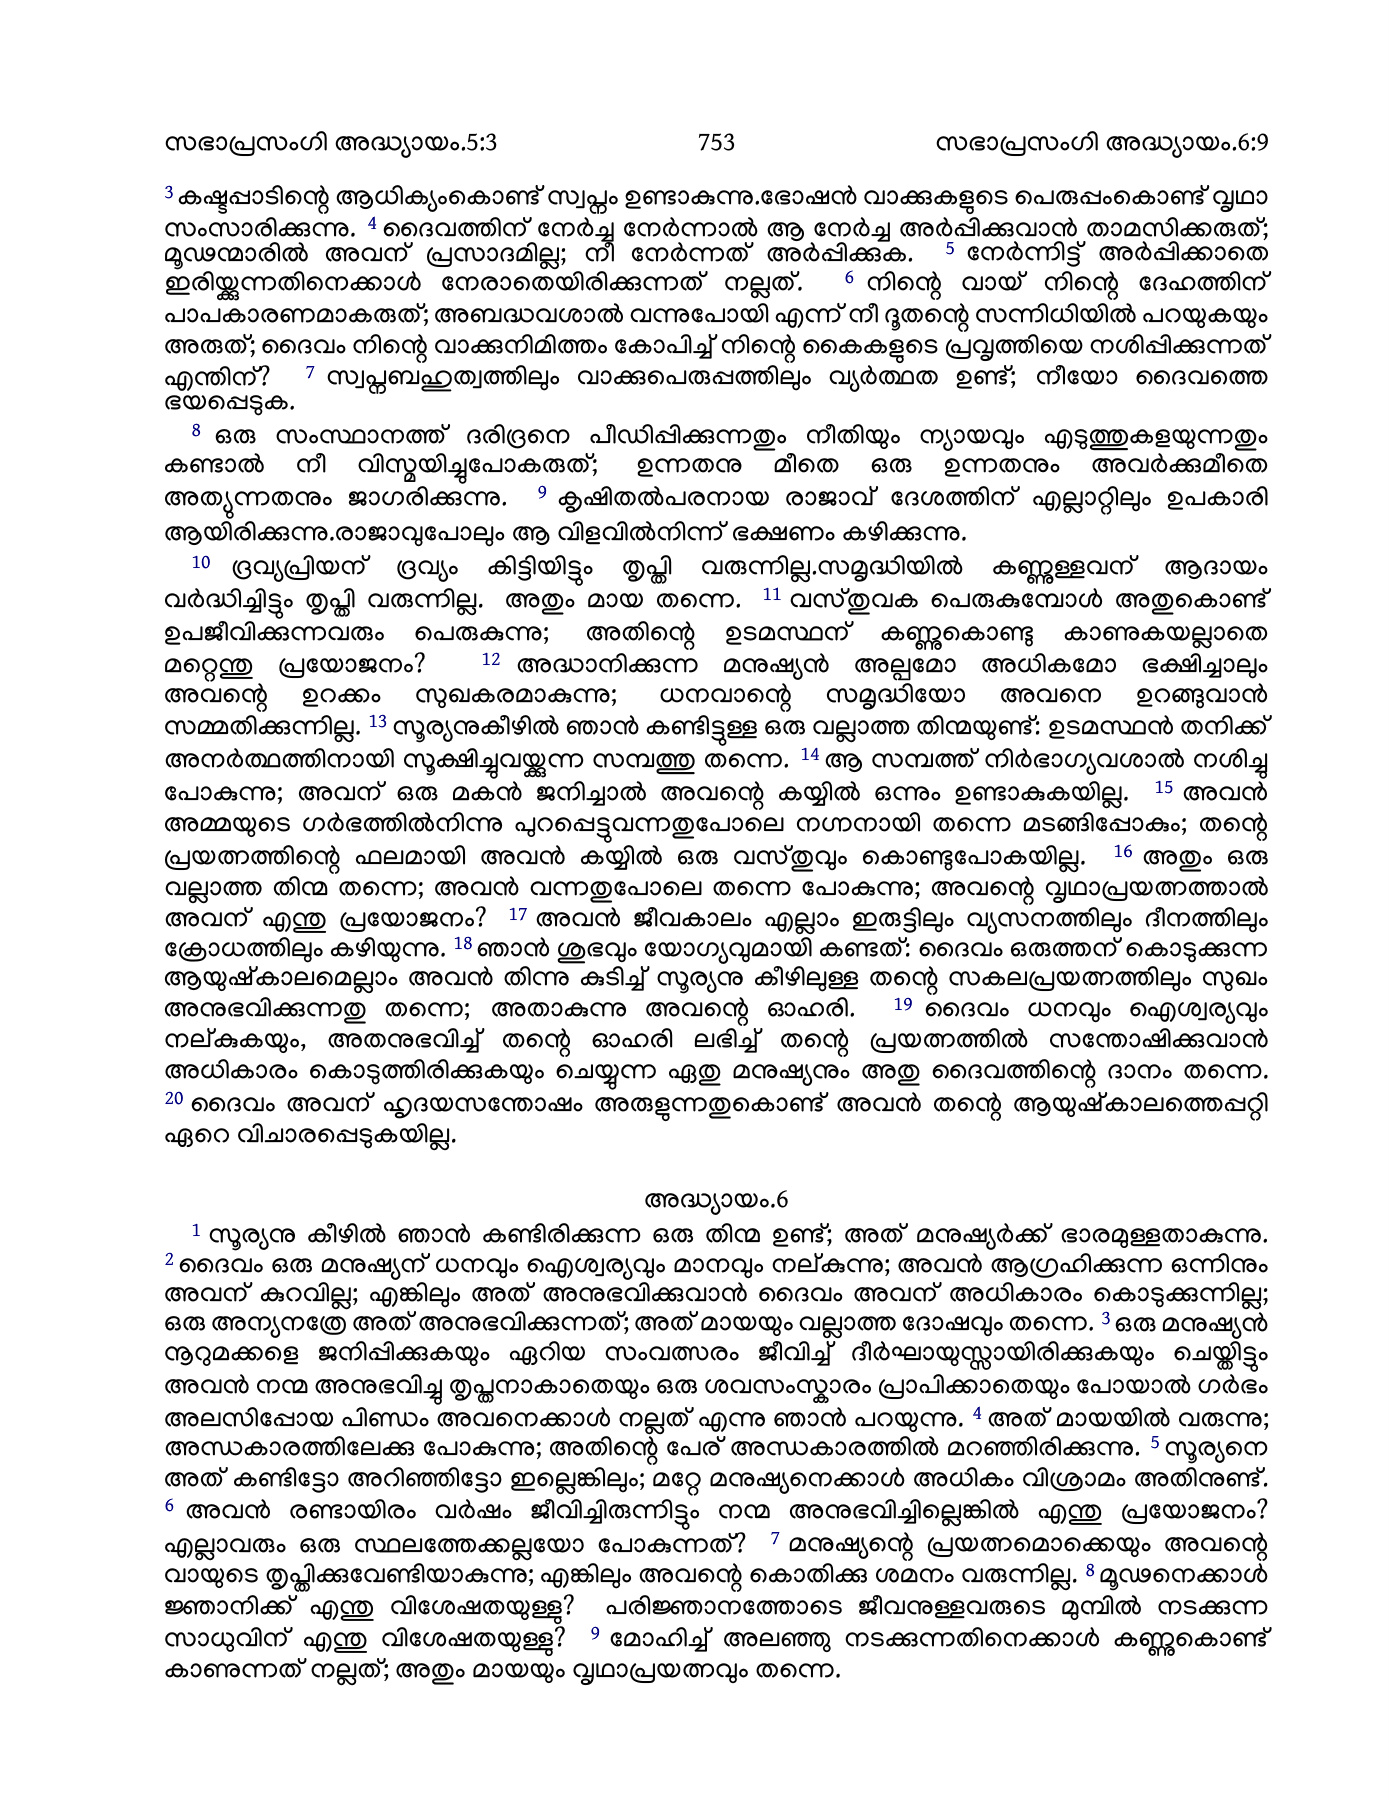 സഭാപ്രസംഗി അദ്ധ്യായം.5:3 753 സഭാപ്രസംഗി അദ്ധ്യായം.6:9
3 കഷ്ടപ്പാടിന്റെ ആധിക്യംകൊണ്ട് സ്വപ്നം ഉണ്ടാകുന്നു.ഭോഷൻ വാക്കുകളുടെ പെരുപ്പംകൊണ്ട് വൃഥാ
സംസാരിക്കുന്നു. 4 ദൈവത്തിന് നേർച്ച നേർന്നാൽ ആ നേർച്ച അർപ്പിക്കുവാൻ താമസിക്കരുത്;
മൂഢന്മാരിൽ അവന് പ്രസാദമില്ല; നീ നേർന്നത് അർപ്പിക്കുക. 5 നേർന്നിട്ട് അർപ്പിക്കാതെ
ഇരിയ്ക്കുന്നതിനെക്കാൾ നേരാതെയിരിക്കുന്നത് നല്ലത്. 6 നിന്റെ വായ് നിന്റെ ദേഹത്തിന്
പാപകാരണമാകരുത്; അബദ്ധവശാൽ വന്നുപോയി എന്ന് നീ ദൂതന്റെ സന്നിധിയിൽ പറയുകയും
അരുത്; ദൈവം നിന്റെ വാക്കുനിമിത്തം കോപിച്ച് നിന്റെ കൈകളുടെ പ്രവൃത്തിയെ നശിപ്പിക്കുന്നത്
എന്തിന്? 7 സ്വപ്നബഹുത്വത്തിലും വാക്കുപെരുപ്പത്തിലും വ്യർത്ഥത ഉണ്ട്; നീയോ ദൈവത്തെ
ഭയപ്പെടുക.
8 ഒരു സംസ്ഥാനത്ത് ദരിദ്രനെ പീഡിപ്പിക്കുന്നതും നീതിയും ന്യായവും എടുത്തുകളയുന്നതും
കണ്ടാൽ നീ വിസ്മയിച്ചുപോകരുത്; ഉന്നതനു മീതെ ഒരു ഉന്നതനും അവർക്കുമീതെ
അത്യുന്നതനും ജാഗരിക്കുന്നു. 9 കൃഷിതൽപരനായ രാജാവ് ദേശത്തിന് എല്ലാറ്റിലും ഉപകാരി
ആയിരിക്കുന്നു.രാജാവുപോലും ആ വിളവിൽനിന്ന് ഭക്ഷണം കഴിക്കുന്നു.
10 ദ്രവ്യപ്രിയന് ദ്രവ്യം കിട്ടിയിട്ടും തൃപ്തി വരുന്നില്ല.സമൃദ്ധിയിൽ കണ്ണുള്ളവന് ആദായം
വർദ്ധിച്ചിട്ടും തൃപ്തി വരുന്നില്ല. അതും മായ തന്നെ. 11 വസ്തുവക പെരുകുമ്പോൾ അതുകൊണ്ട്
ഉപജീവിക്കുന്നവരും പെരുകുന്നു; അതിന്റെ ഉടമസ്ഥന് കണ്ണുകൊണ്ടു കാണുകയല്ലാതെ
മറ്റെന്തു പ്രയോജനം? 12 അദ്ധാനിക്കുന്ന മനുഷ്യൻ അല്പമോ അധികമോ ഭക്ഷിച്ചാലും
അവന്റെ ഉറക്കം സുഖകരമാകുന്നു; ധനവാന്റെ സമൃദ്ധിയോ അവനെ ഉറങ്ങുവാൻ
സമ്മതിക്കുന്നില്ല. 13 സൂര്യനുകീഴിൽ ഞാൻ കണ്ടിട്ടുള്ള ഒരു വല്ലാത്ത തിന്മയുണ്ട്: ഉടമസ്ഥൻ തനിക്ക്
അനർത്ഥത്തിനായി സൂക്ഷിച്ചുവയ്ക്കുന്ന സമ്പത്തു തന്നെ. 14 ആ സമ്പത്ത് നിർഭാഗ്യവശാൽ നശിച്ചു
പോകുന്നു; അവന് ഒരു മകൻ ജനിച്ചാൽ അവന്റെ കയ്യിൽ ഒന്നും ഉണ്ടാകുകയില്ല. 15 അവൻ
അമ്മയുടെ ഗർഭത്തിൽനിന്നു പുറപ്പെട്ടുവന്നതുപോലെ നഗ്നനായി തന്നെ മടങ്ങിപ്പോകും; തന്റെ
പ്രയത്നത്തിന്റെ ഫലമായി അവൻ കയ്യിൽ ഒരു വസ്തുവും കൊണ്ടുപോകയില്ല. 16 അതും ഒരു
വല്ലാത്ത തിന്മ തന്നെ; അവൻ വന്നതുപോലെ തന്നെ പോകുന്നു; അവന്റെ വൃഥാപ്രയത്നത്താൽ
അവന് എന്തു പ്രയോജനം? 17 അവൻ ജീവകാലം എല്ലാം ഇരുട്ടിലും വ്യസനത്തിലും ദീനത്തിലും
ക്രോധത്തിലും കഴിയുന്നു. 18 ഞാൻ ശുഭവും യോഗ്യവുമായി കണ്ടത്: ദൈവം ഒരുത്തന് കൊടുക്കുന്ന
ആയുഷ്കാലമെല്ലാം അവൻ തിന്നു കുടിച്ച് സൂര്യനു കീഴിലുള്ള തന്റെ സകലപ്രയത്നത്തിലും സുഖം
അനുഭവിക്കുന്നതു തന്നെ; അതാകുന്നു അവന്റെ ഓഹരി. 19 ദൈവം ധനവും ഐശ്വര്യവും
നല്കുകയും, അതനുഭവിച്ച് തന്റെ ഓഹരി ലഭിച്ച് തന്റെ പ്രയത്നത്തിൽ സന്തോഷിക്കുവാൻ
അധികാരം കൊടുത്തിരിക്കുകയും ചെയ്യുന്ന ഏതു മനുഷ്യനും അതു ദൈവത്തിന്റെ ദാനം തന്നെ.
20 ദൈവം അവന് ഹൃദയസന്തോഷം അരുളുന്നതുകൊണ്ട് അവൻ തന്റെ ആയുഷ്കാലത്തെപ്പറ്റി
ഏറെ വിചാരപ്പെടുകയില്ല.
അദ്ധ്യായം.6
1 സൂര്യനു കീഴിൽ ഞാൻ കണ്ടിരിക്കുന്ന ഒരു തിന്മ ഉണ്ട്; അത് മനുഷ്യർക്ക് ഭാരമുള്ളതാകുന്നു.
2 ദൈവം ഒരു മനുഷ്യന് ധനവും ഐശ്വര്യവും മാനവും നല്കുന്നു; അവൻ ആഗ്രഹിക്കുന്ന ഒന്നിനും
അവന് കുറവില്ല; എങ്കിലും അത് അനുഭവിക്കുവാൻ ദൈവം അവന് അധികാരം കൊടുക്കുന്നില്ല;
ഒരു അന്യനത്രേ അത് അനുഭവിക്കുന്നത്; അത് മായയും വല്ലാത്ത ദോഷവും തന്നെ. 3 ഒരു മനുഷ്യൻ
നൂറുമക്കളെ ജനിപ്പിക്കുകയും ഏറിയ സംവത്സരം ജീവിച്ച് ദീർഘായുസ്സായിരിക്കുകയും ചെയ്തിട്ടും
അവൻ നന്മ അനുഭവിച്ചു തൃപ്തനാകാതെയും ഒരു ശവസംസ്കാരം പ്രാപിക്കാതെയും പോയാൽ ഗർഭം
അലസിപ്പോയ പിണ്ഡം അവനെക്കാൾ നല്ലത് എന്നു ഞാൻ പറയുന്നു. 4 അത് മായയിൽ വരുന്നു;
അന്ധകാരത്തിലേക്കു പോകുന്നു; അതിന്റെ പേര് അന്ധകാരത്തിൽ മറഞ്ഞിരിക്കുന്നു. 5 സൂര്യനെ
അത് കണ്ടിട്ടോ അറിഞ്ഞിട്ടോ ഇല്ലെങ്കിലും; മറ്റേ മനുഷ്യനെക്കാൾ അധികം വിശ്രാമം അതിനുണ്ട്.
6 അവൻ രണ്ടായിരം വർഷം ജീവിച്ചിരുന്നിട്ടും നന്മ അനുഭവിച്ചില്ലെങ്കിൽ എന്തു പ്രയോജനം?
എല്ലാവരും ഒരു സ്ഥലത്തേക്കല്ലയോ പോകുന്നത്? 7 മനുഷ്യന്റെ പ്രയത്നമൊക്കെയും അവന്റെ
വായുടെ തൃപ്തിക്കുവേണ്ടിയാകുന്നു; എങ്കിലും അവന്റെ കൊതിക്കു ശമനം വരുന്നില്ല. 8 മൂഢനെക്കാൾ
ജ്ഞാനിക്ക് എന്തു വിശേഷതയുള്ളു? പരിജ്ഞാനത്തോടെ ജീവനുള്ളവരുടെ മുമ്പിൽ നടക്കുന്ന
സാധുവിന് എന്തു വിശേഷതയുള്ളു? 9 മോഹിച്ച് അലഞ്ഞു നടക്കുന്നതിനെക്കാൾ കണ്ണുകൊണ്ട്
കാണുന്നത് നല്ലത്; അതും മായയും വൃഥാപ്രയത്നവും തന്നെ.